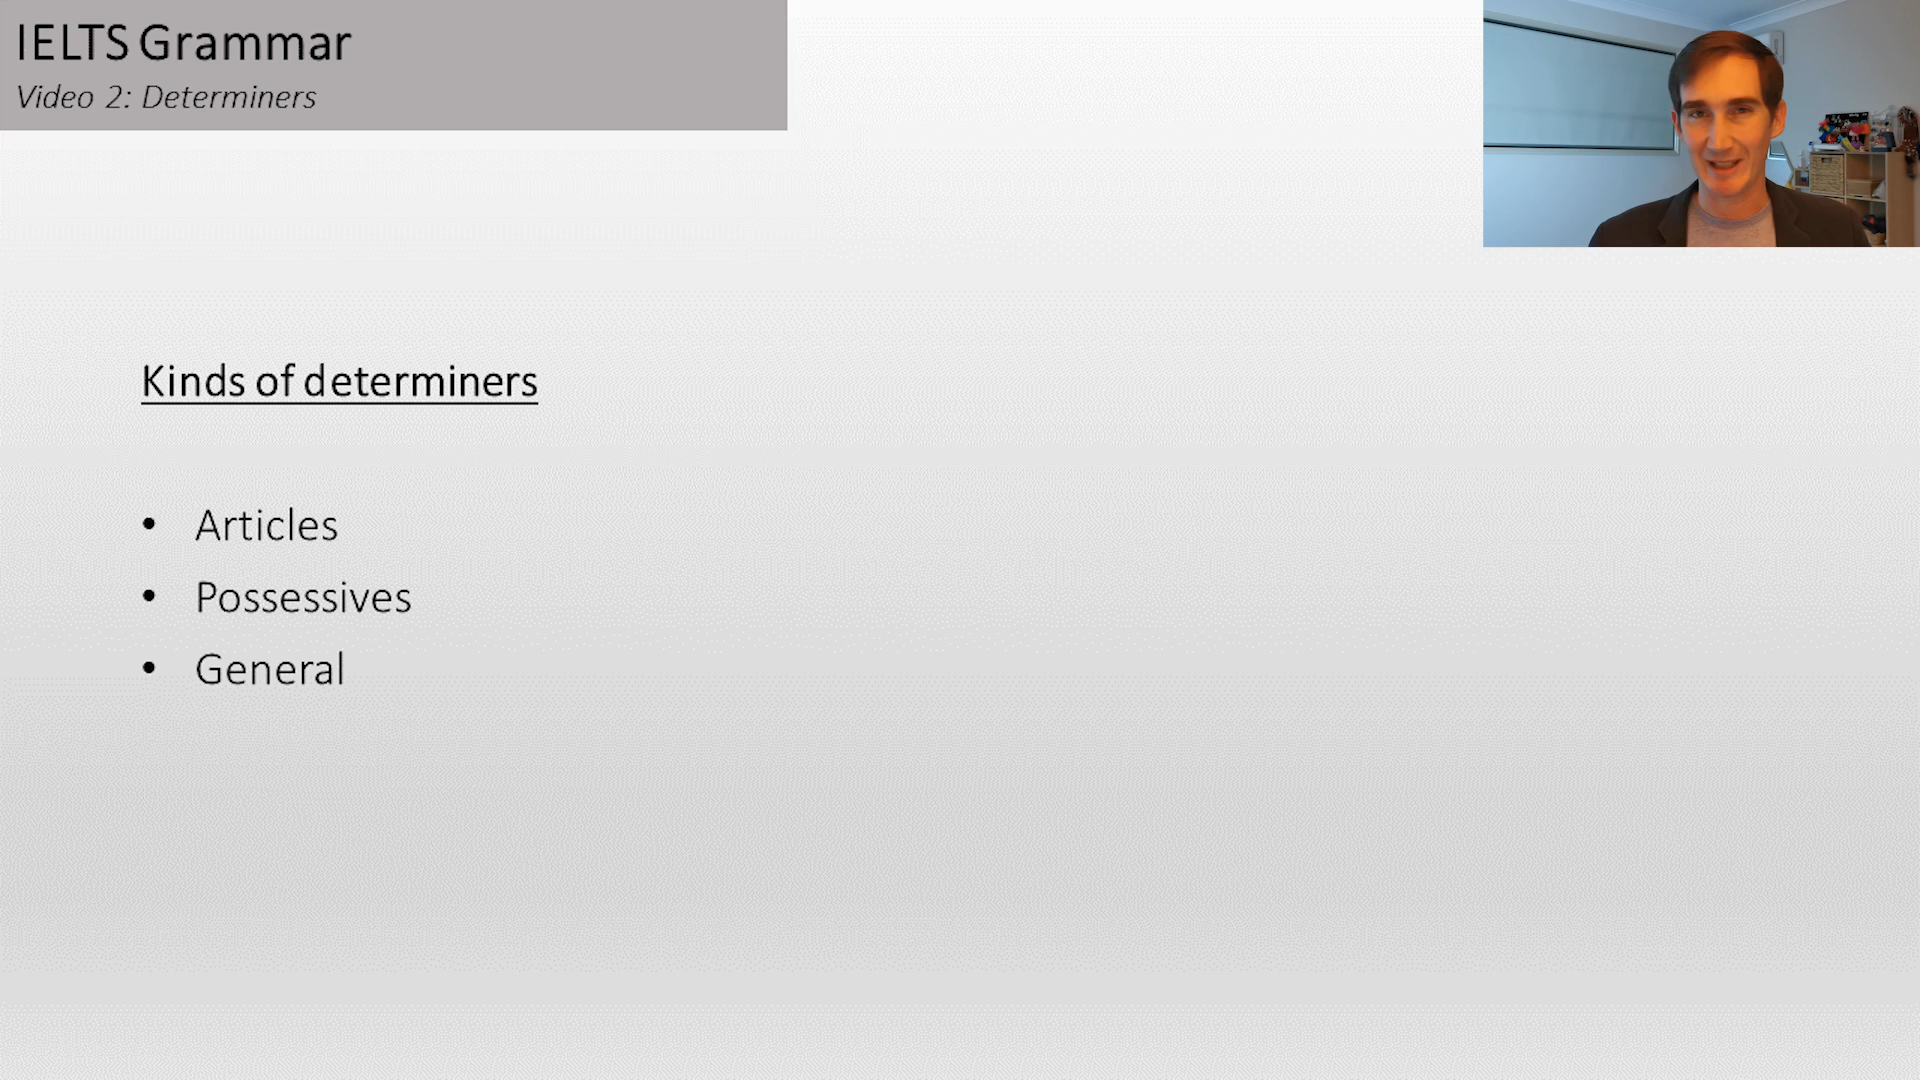 IELTS Grammar
Video 2: Determiners
Kinds of determiners
• Articles
• Possessives
• General